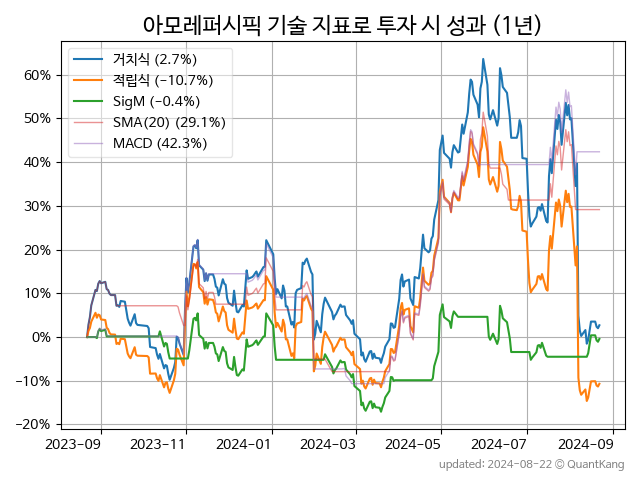 아모레퍼시픽 기술 지표로 투자 시 성과 (1년)
거치식 (2.7%)
적립식 (−10.7%)
SigM (−0.4%)
SMA(20) (29.1%)
MACD (42.3%)
60%
50%
40%
30%
20%
10%
0%
−10%
−20%
2023-09 2023-11 2024-01 2024-03 2024-05 2024-07 2024-09
updated: 2024-08-22 © QuantKang